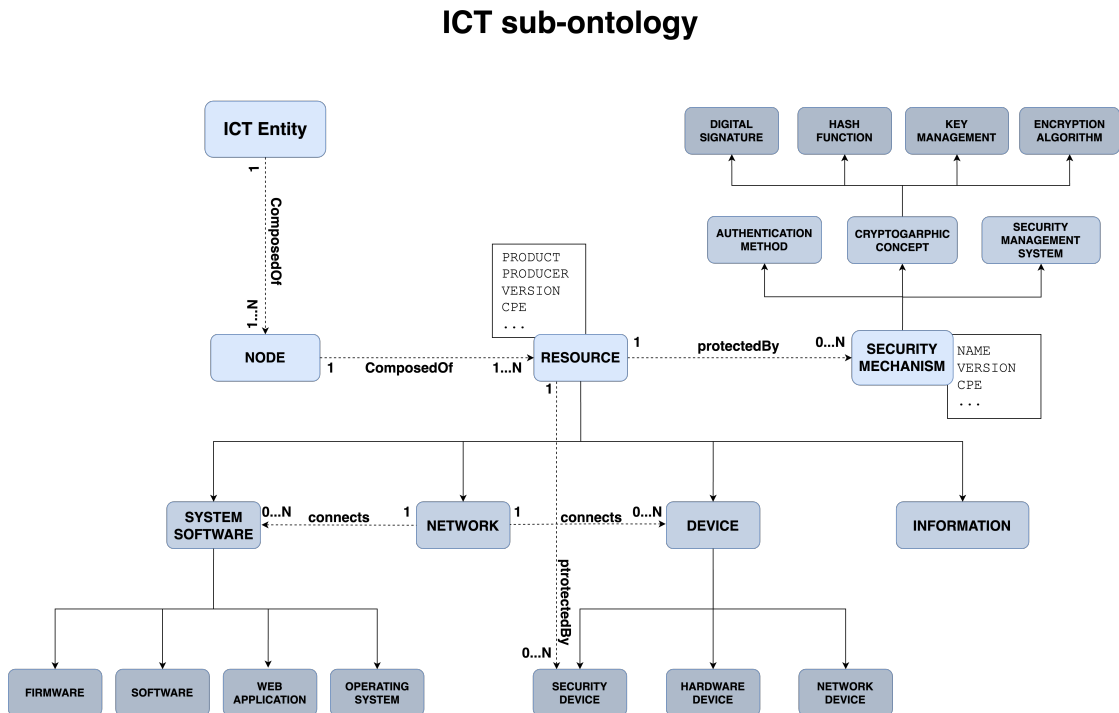 ICT sub-ontology
ICT Entity
DIGITAL
SIGNATURE
HASH
FUNCTION
KEY
MANAGEMENT
ENCRYPTION
ALGORITHM
1
ComposedOf
1...N
AUTHENTICATION
METHOD
CRYPTOGARPHIC
CONCEPT
SECURITY
MANAGEMENT
SYSTEM
PRODUCT
PRODUCER
VERSION
CPE
...
NODE
1
ComposedOf
1...N
RESOURCE
1
protectedBy
0...N
SECURITY
MECHANISM
NAME
VERSION
CPE
...
1
SYSTEM
SOFTWARE
0...N
connects
1
NETWORK
1
connects
0...N
DEVICE
INFORMATION
ptrotectedBy
0...N
FIRMWARE
SOFTWARE
WEB
APPLICATION
OPERATING
SYSTEM
SECURITY
DEVICE
HARDWARE
DEVICE
NETWORK
DEVICE